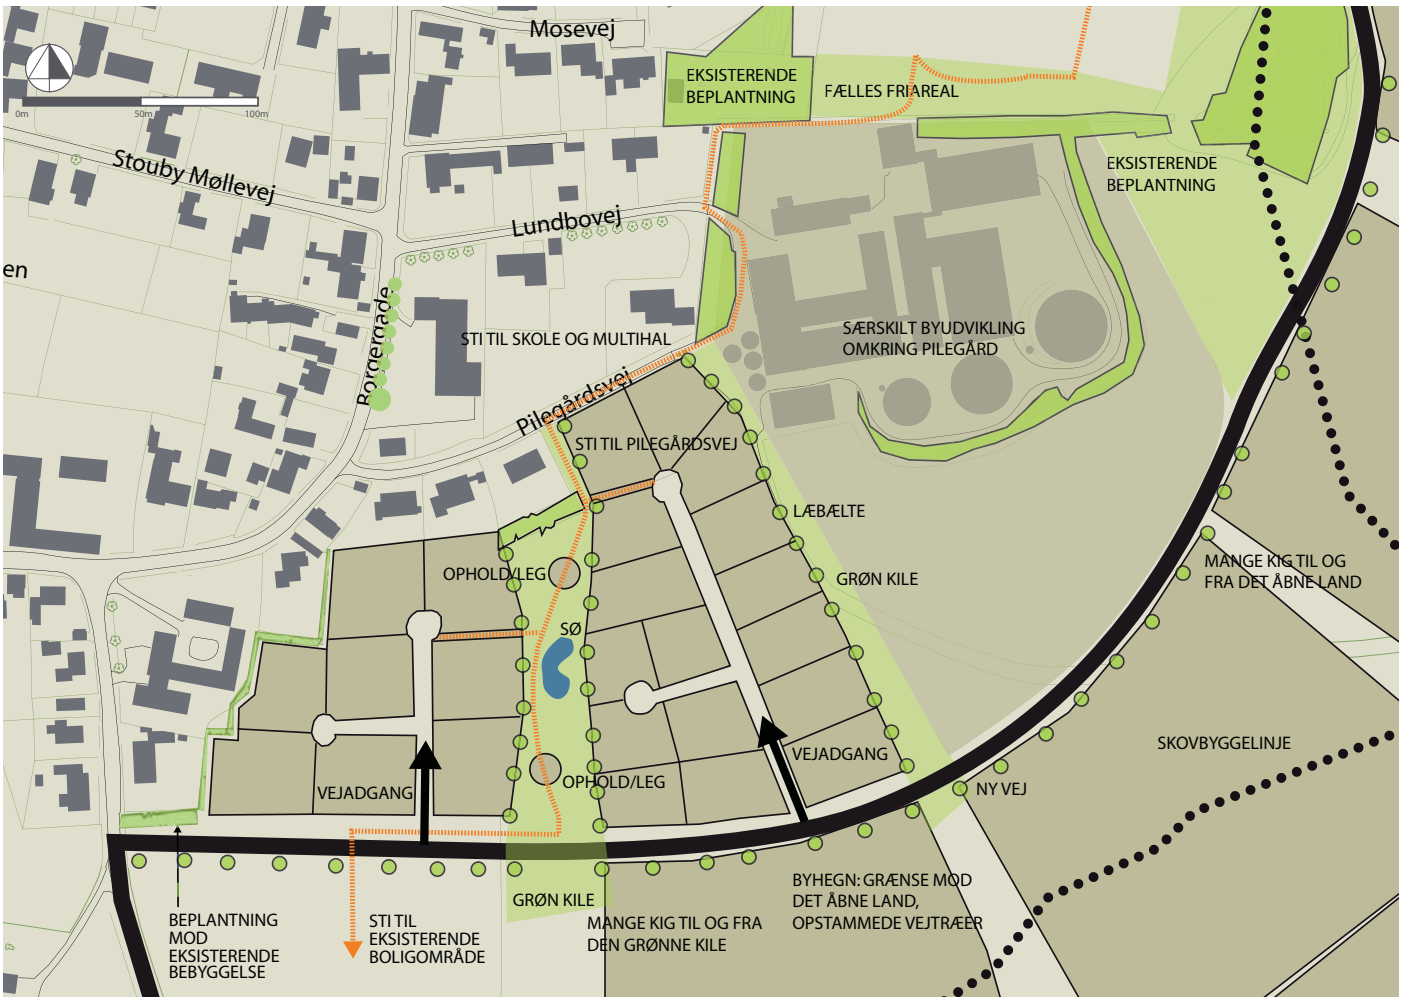 Mosevej
EKSISTERENDE
BEPLANTNING
FÆLLES FRIAREAL
0m
50m
100m
Stouby Møllevej
EKSISTERENDE
BEPLANTNING
Lundbovej
en
Borgergade
STI TIL SKOLE OG MULTIHAL
SÆRSKILT BYUDVIKLING
OMKRING PILEGÅRD
Pilegårdsvej
STI TIL PILEGÅRDSVEJ
LÆBÆLTE
GRØN KILE
MANGE KIG TIL OG
FRA DET ÅBNE LAND
OPHOLD/LEG
SØ
SKOVBYGGELINJE
VEJADGANG
OPHOLD/LEG
VEJADGANG
NY VEJ
GRØN KILE
BYHEGN: GRÆNSE MOD
DET ÅBNE LAND,
OPSTAMMEDE VEJTRÆER
BEPLANTNING
MOD
EKSISTERENDE
BEBYGGELSE
STI TIL
EKSISTERENDE
BOLIGOMRÅDE
MANGE KIG TIL OG FRA
DEN GRØNNE KILE